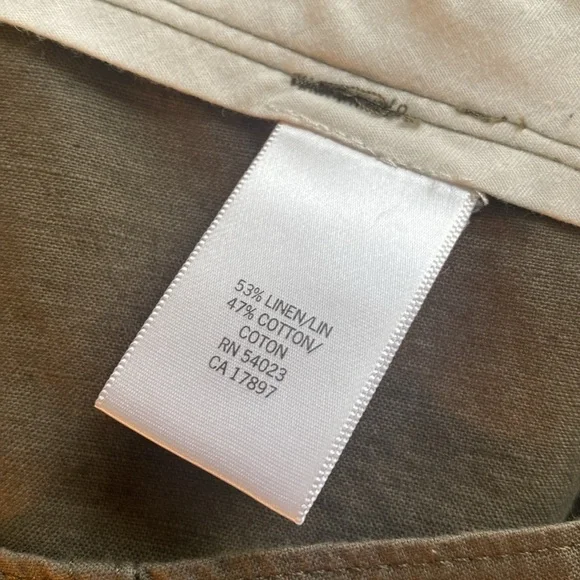 53% LINEN/LIN
47% COTTON/
COTON
RN 54023
CA 17897